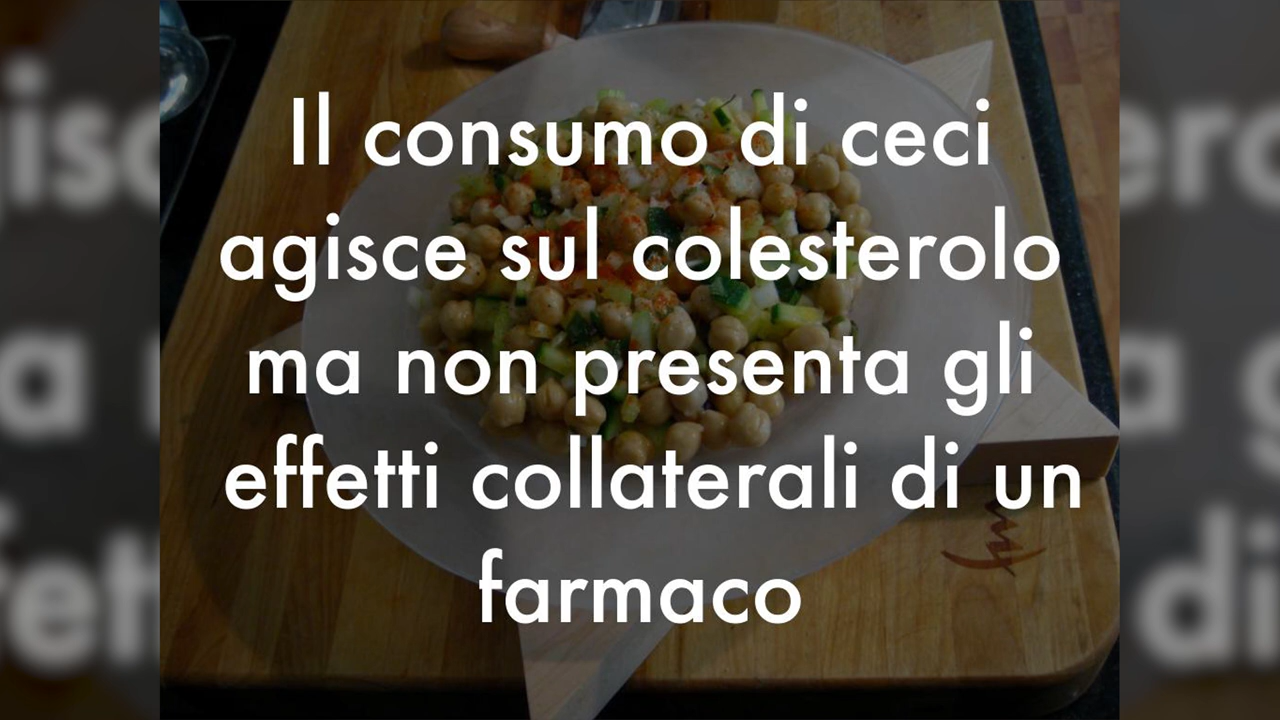 Il consumo di ceci
agisce sul colesterolo
ma non presenta gli
effetti collaterali di un
farmaco